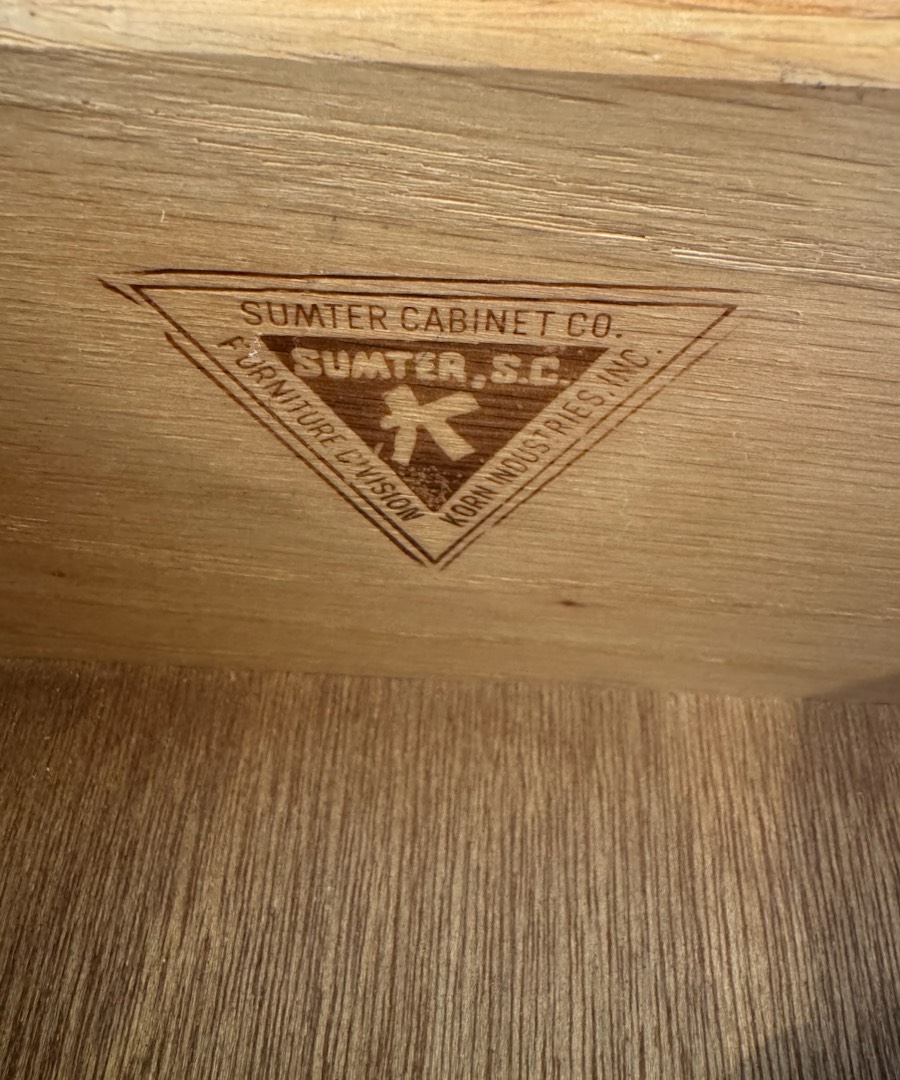 SUMTER CABINET CO.
SUMTER, S.C.
K
FURNITURE DIVISION
KORN INDUSTRIES, INC.